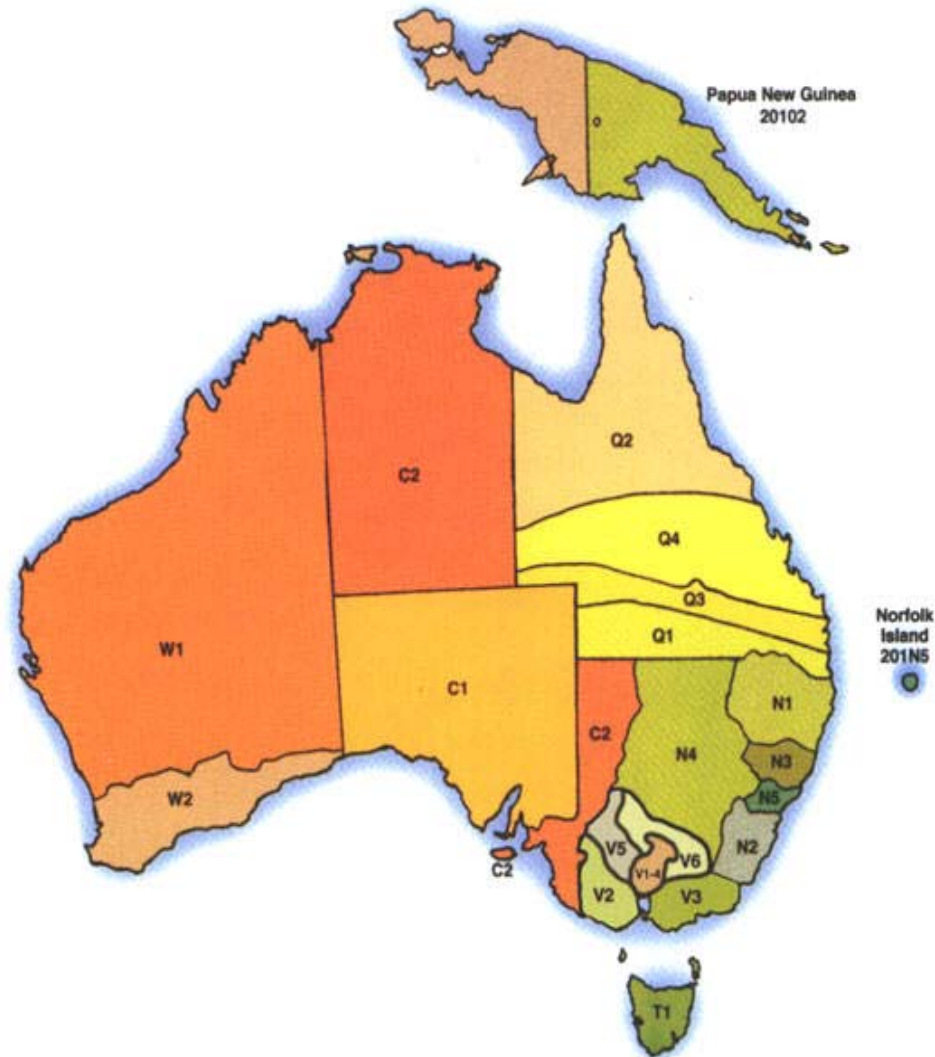 Papua New Guinea
20102
Q2
C2
Q4
Q3
Norfolk
Island
201N5
Q1
W1
C1
N1
C2
N4
N3
W2
N5
V5
V6
N2
C2
V1-4
V2
V3
T1